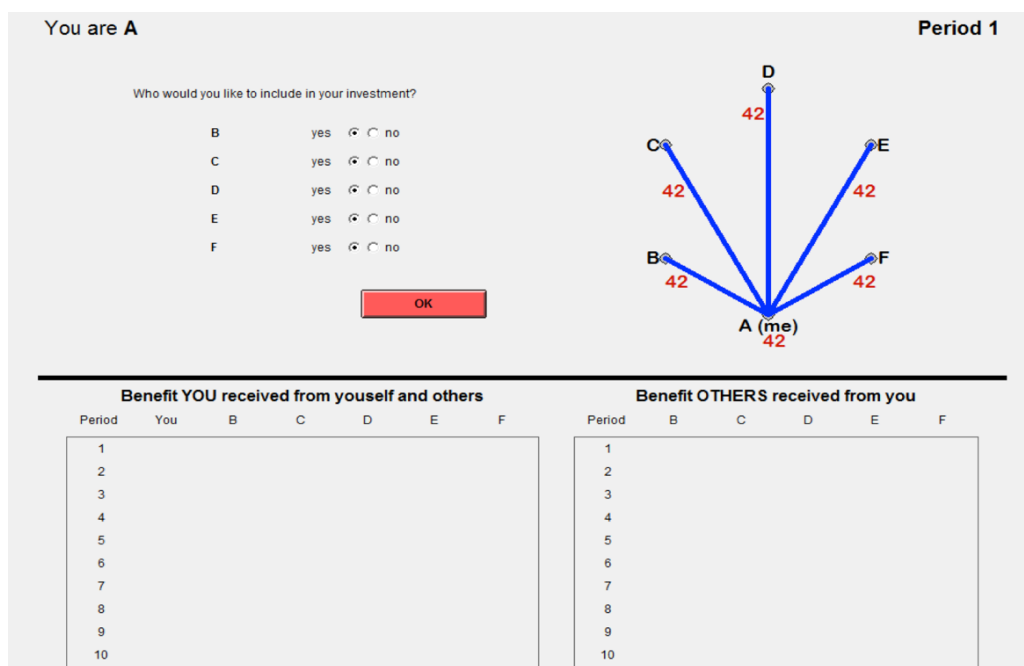 You are A
Period 1
Who would you like to include in your investment?
B yes no
C yes no
D yes no
E yes no
F yes no
OK
D
42
C
E
42
42
B
F
42
42
A (me)
42
Benefit YOU received from youself and others
Period You B C D E F
1
2
3
4
5
6
7
8
9
10
Benefit OTHERS received from you
Period B C D E F
1
2
3
4
5
6
7
8
9
10